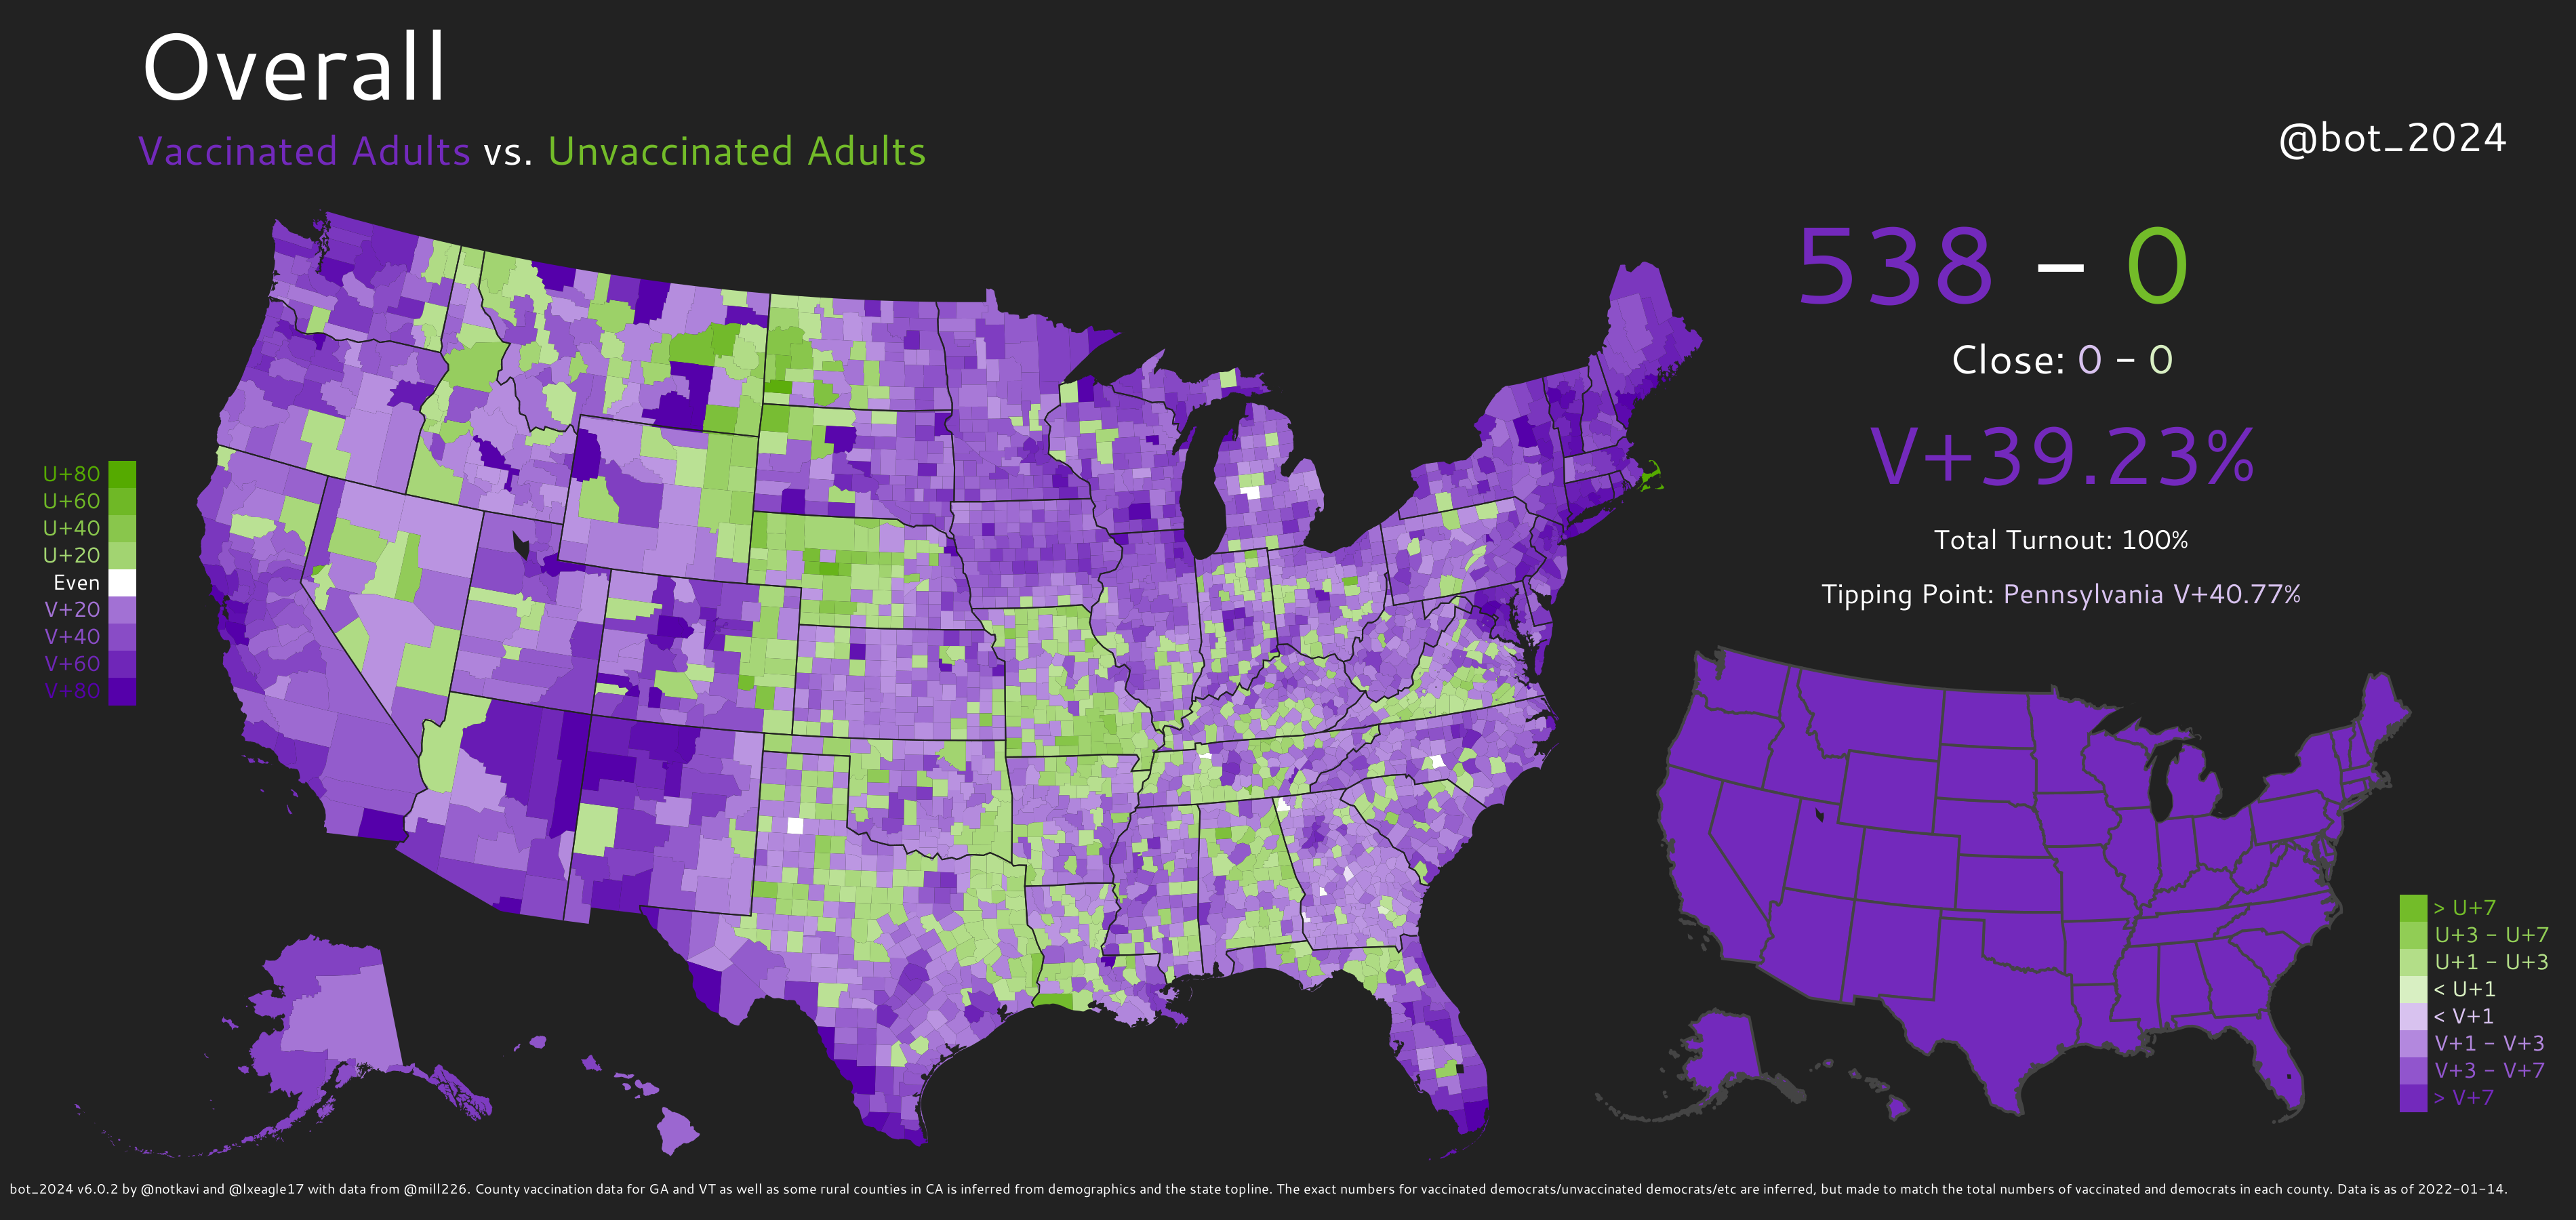 Overall
Vaccinated Adults vs. Unvaccinated Adults
@bot_2024
538 – 0
Close: 0 - 0
V+39.23%
Total Turnout: 100%
Tipping Point: Pennsylvania V+40.77%
U+80
U+60
U+40
U+20
Even
V+20
V+40
V+60
V+80
> U+7
U+3 - U+7
U+1 - U+3
< U+1
< V+1
V+1 - V+3
V+3 - V+7
> V+7
bot_2024 v6.0.2 by @notkavi and @lxeagle17 with data from @mill226. County vaccination data for GA and VT as well as some rural counties in CA is inferred from demographics and the state topline. The exact numbers for vaccinated democrats/unvaccinated democrats/etc are inferred, but made to match the total numbers of vaccinated and democrats in each county. Data is as of 2022-01-14.